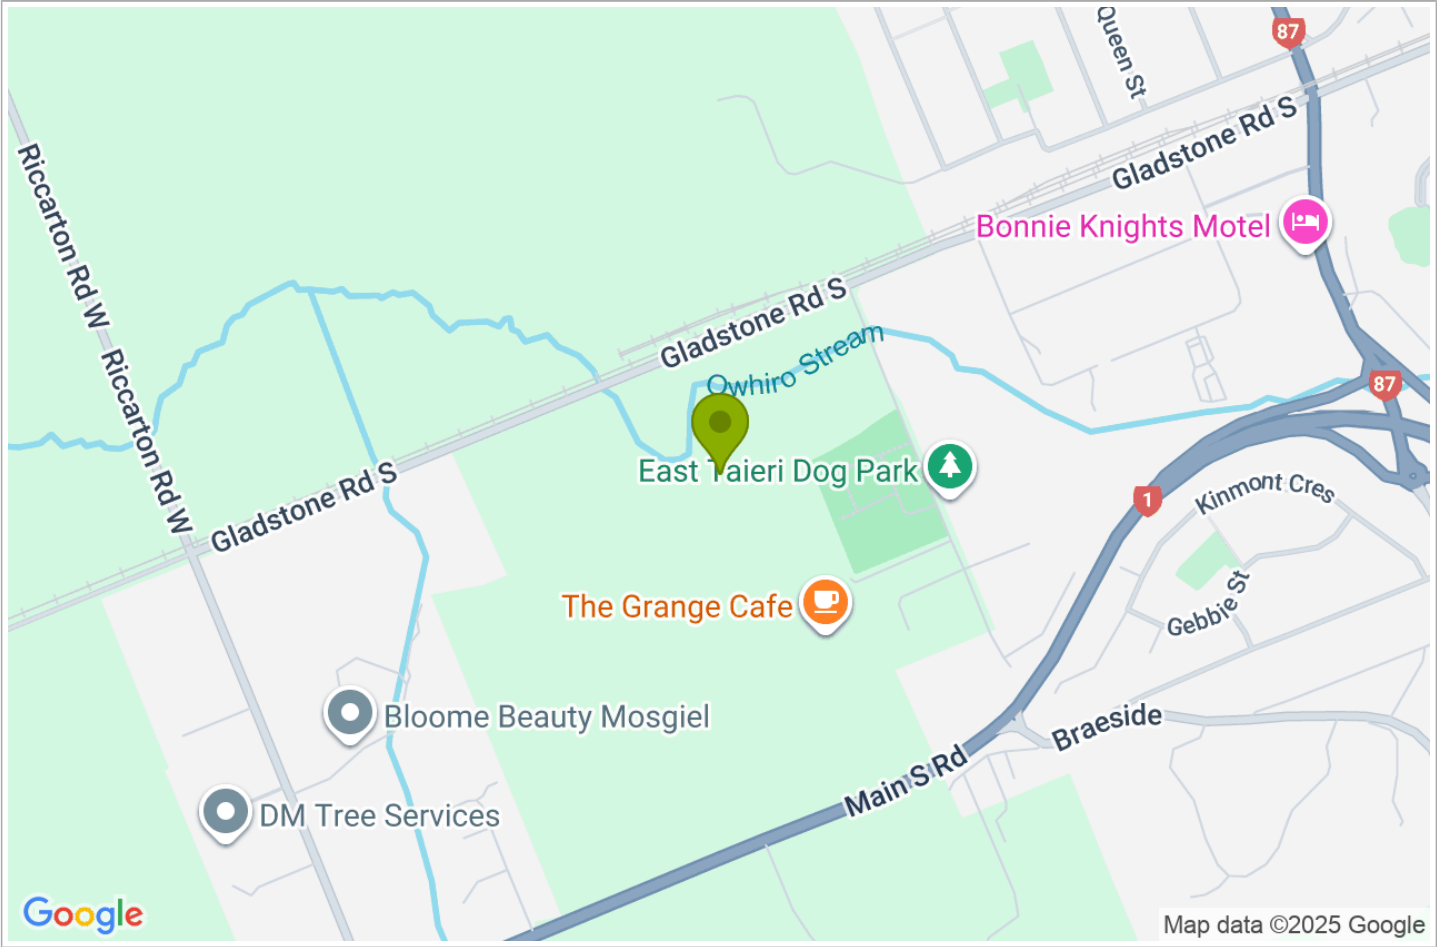 87
Queen St
Gladstone Rd S
Riccarton Rd W
Bonnie Knights Motel
Gladstone Rd S
Owhiro Stream
Riccarton Rd W
87
East Taieri Dog Park
Gladstone Rd S
1
Kinmont Cres
The Grange Cafe
Gebbie St
Bloome Beauty Mosgiel
Braeside
Main S Rd
DM Tree Services
Google
Map data ©2025 Google